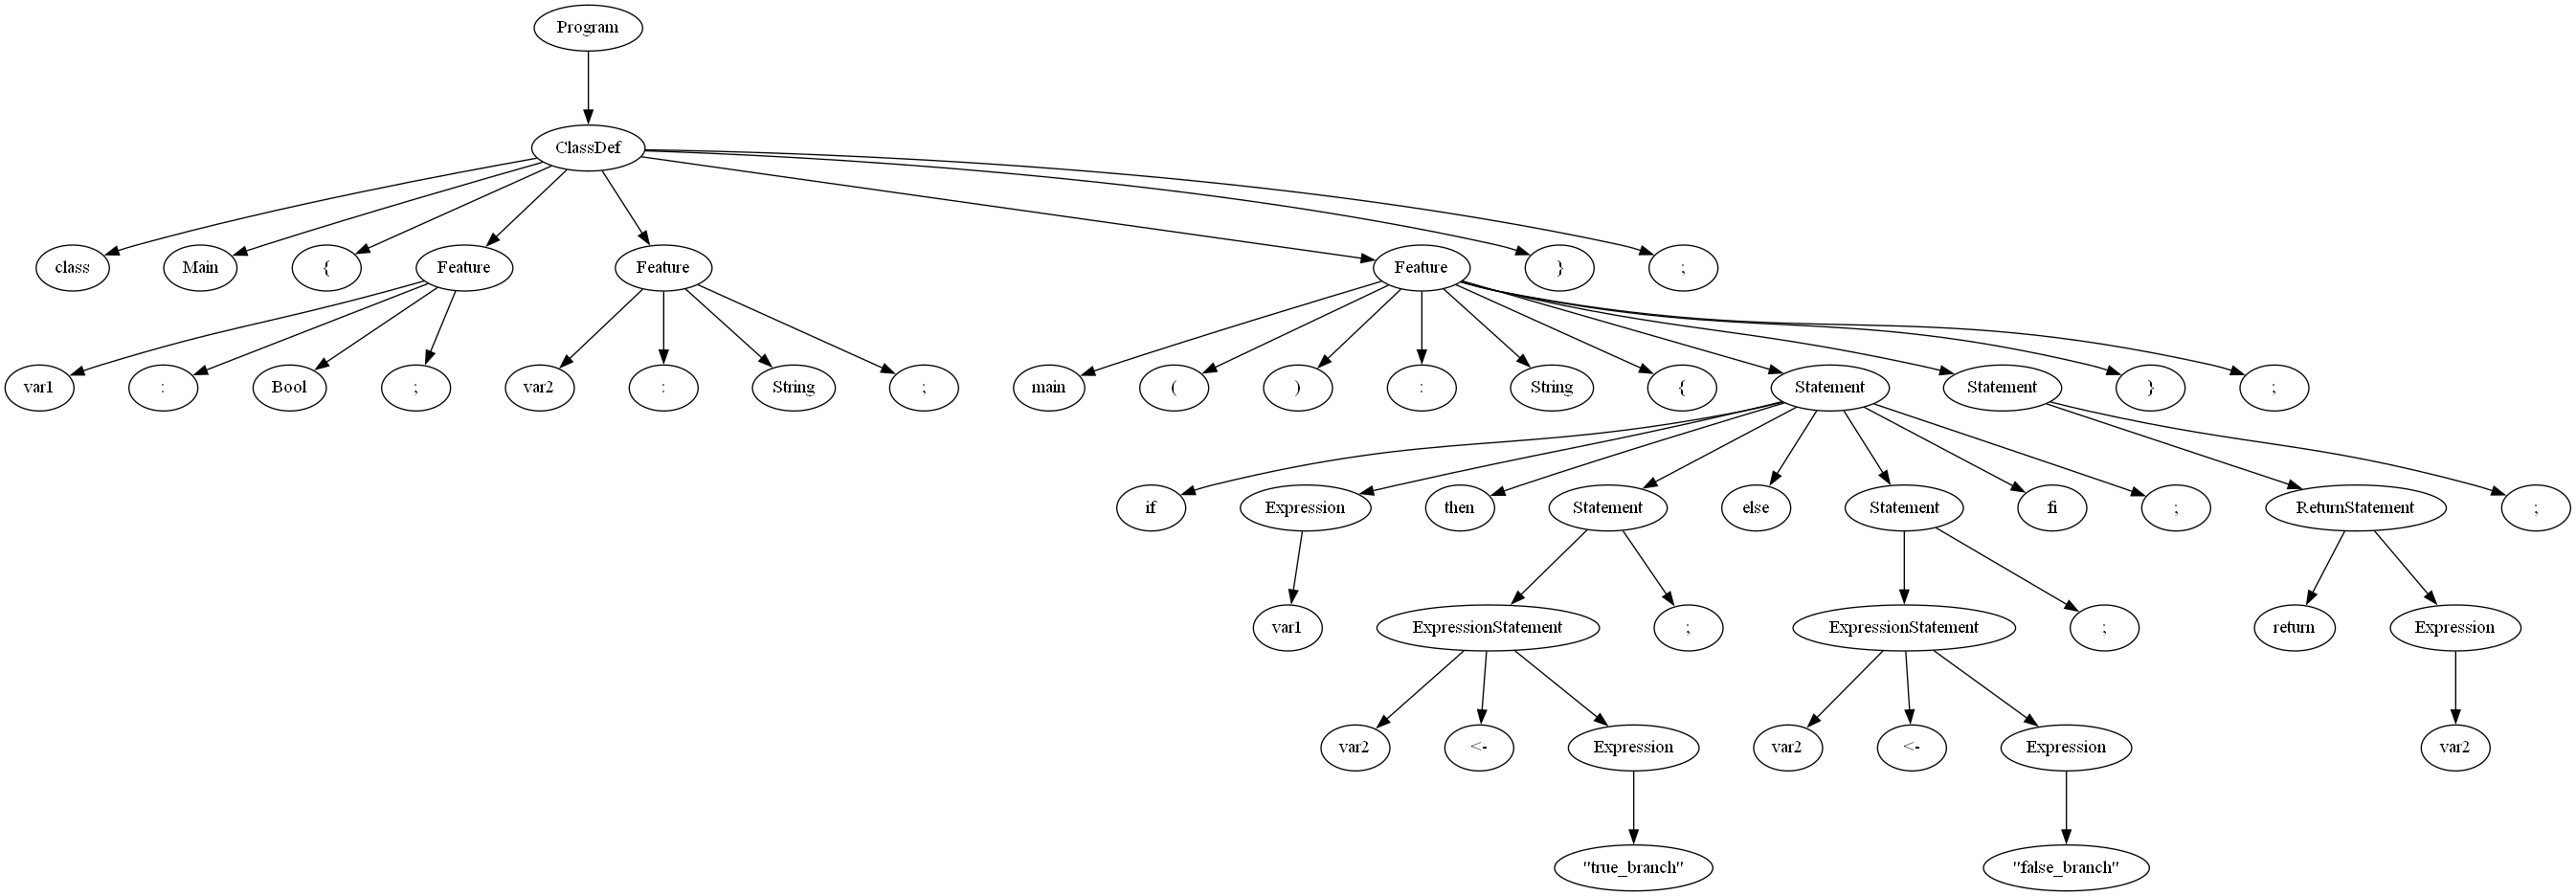 Program
ClassDef
class Main { Feature Feature Feature } ;
var1 : Bool ; var2 : String ; main ( ) : String { Statement Statement } ;
if Expression then Statement else Statement fi ; ReturnStatement ;
var1 ExpressionStatement ; ExpressionStatement ; return Expression
var2 <- Expression var2 <- Expression var2
"true_branch" "false_branch"